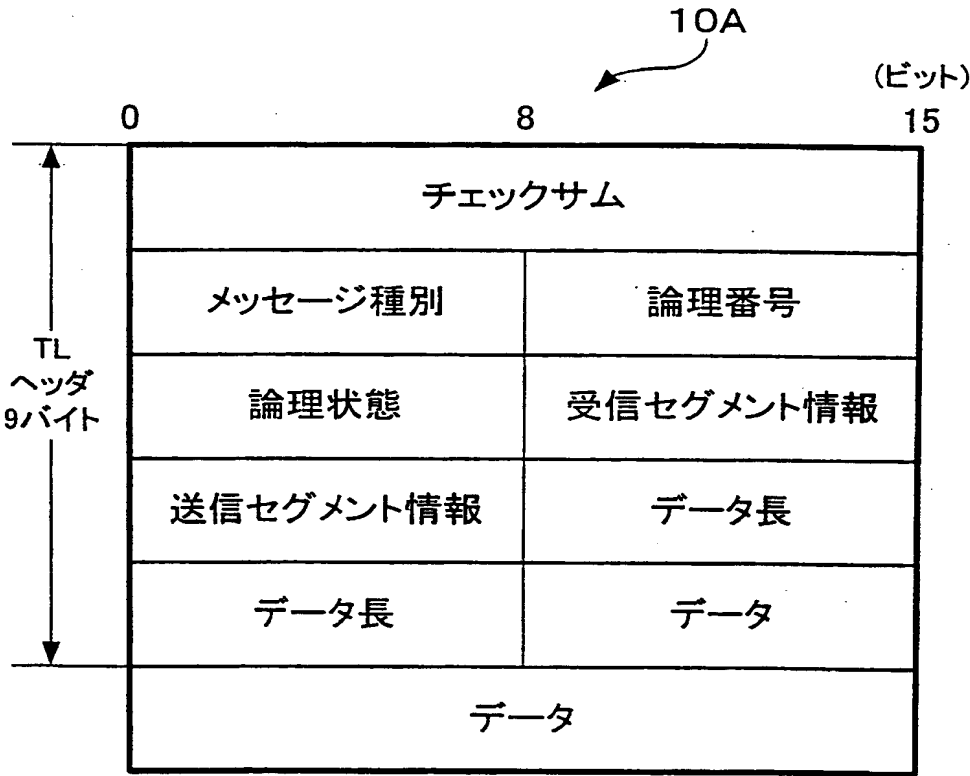 10A
(ビット)
0 8 15
チェックサム
メッセージ種別 論理番号
論理状態 受信セグメント情報
TL
ヘッダ
9バイト
送信セグメント情報 データ長
データ長 データ
データ